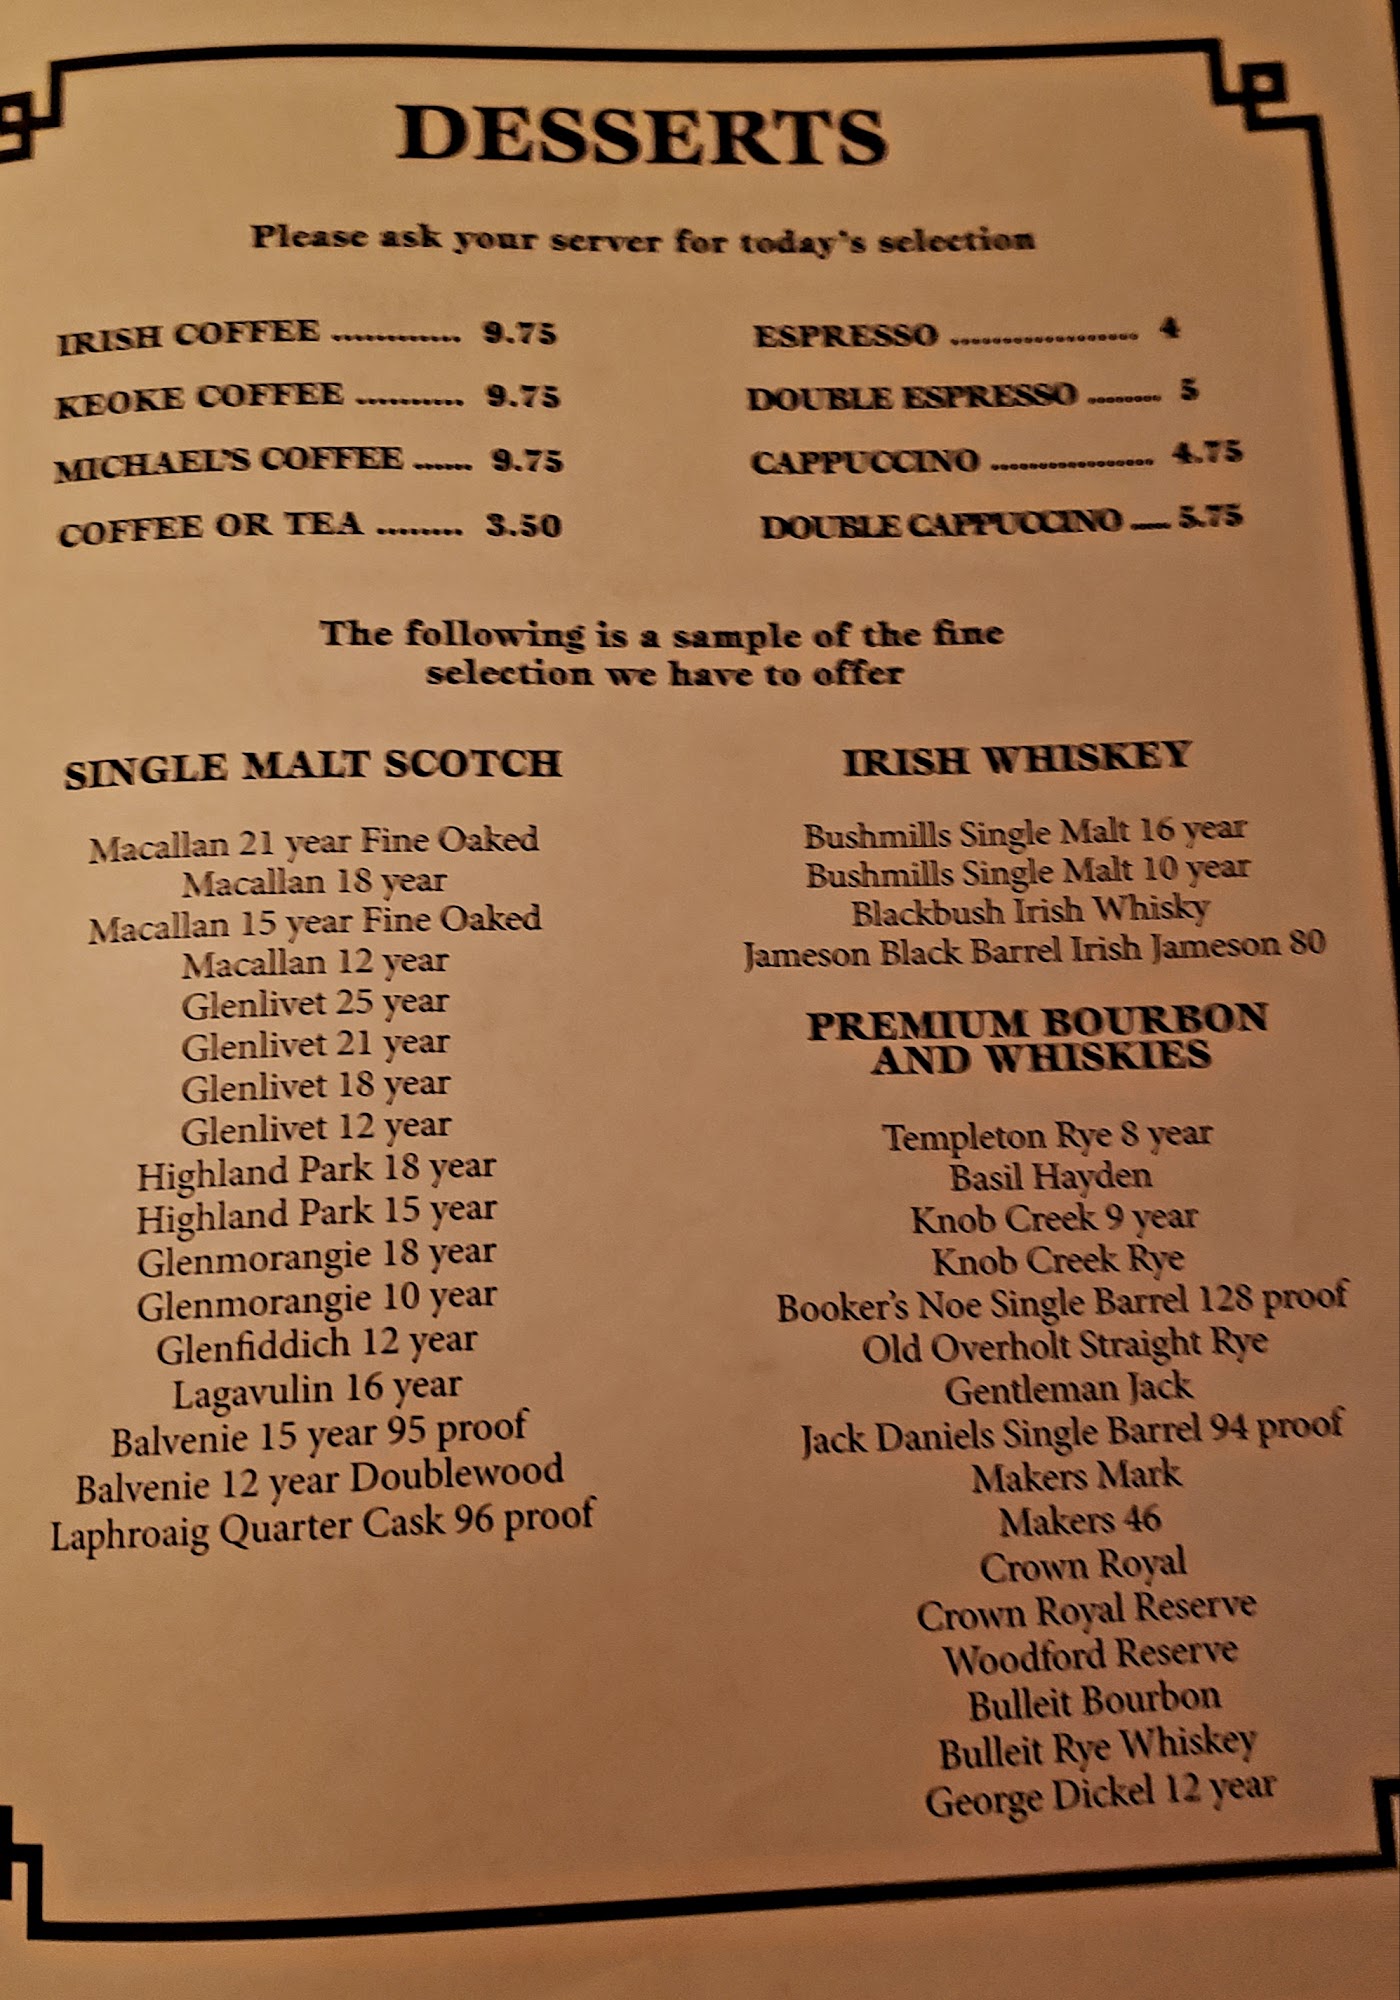 DESSERTS
Please ask your server for today's selection
IRISH COFFEE ............ 9.75
KEOKE COFFEE .......... 9.75
MICHAEL'S COFFEE ...... 9.75
COFFEE OR TEA ........ 3.50
ESPRESSO .................... 4
DOUBLE ESPRESSO ......... 5
CAPPUCCINO .................. 4.75
DOUBLE CAPPUCCINO ..... 5.75
The following is a sample of the fine
selection we have to offer
SINGLE MALT SCOTCH
Macallan 21 year Fine Oaked
Macallan 18 year
Macallan 15 year Fine Oaked
Macallan 12 year
Glenlivet 25 year
Glenlivet 21 year
Glenlivet 18 year
Glenlivet 12 year
Highland Park 18 year
Highland Park 15 year
Glenmorangie 18 year
Glenmorangie 10 year
Glenfiddich 12 year
Lagavulin 16 year
Balvenie 15 year 95 proof
Balvenie 12 year Doublewood
Laphroaig Quarter Cask 96 proof
IRISH WHISKEY
Bushmills Single Malt 16 year
Bushmills Single Malt 10 year
Blackbush Irish Whisky
Jameson Black Barrel Irish Jameson 80
PREMIUM BOURBON
AND WHISKIES
Templeton Rye 8 year
Basil Hayden
Knob Creek 9 year
Knob Creek Rye
Booker's Noe Single Barrel 128 proof
Old Overholt Straight Rye
Gentleman Jack
Jack Daniels Single Barrel 94 proof
Makers Mark
Makers 46
Crown Royal
Crown Royal Reserve
Woodford Reserve
Bulleit Bourbon
Bulleit Rye Whiskey
George Dickel 12 year